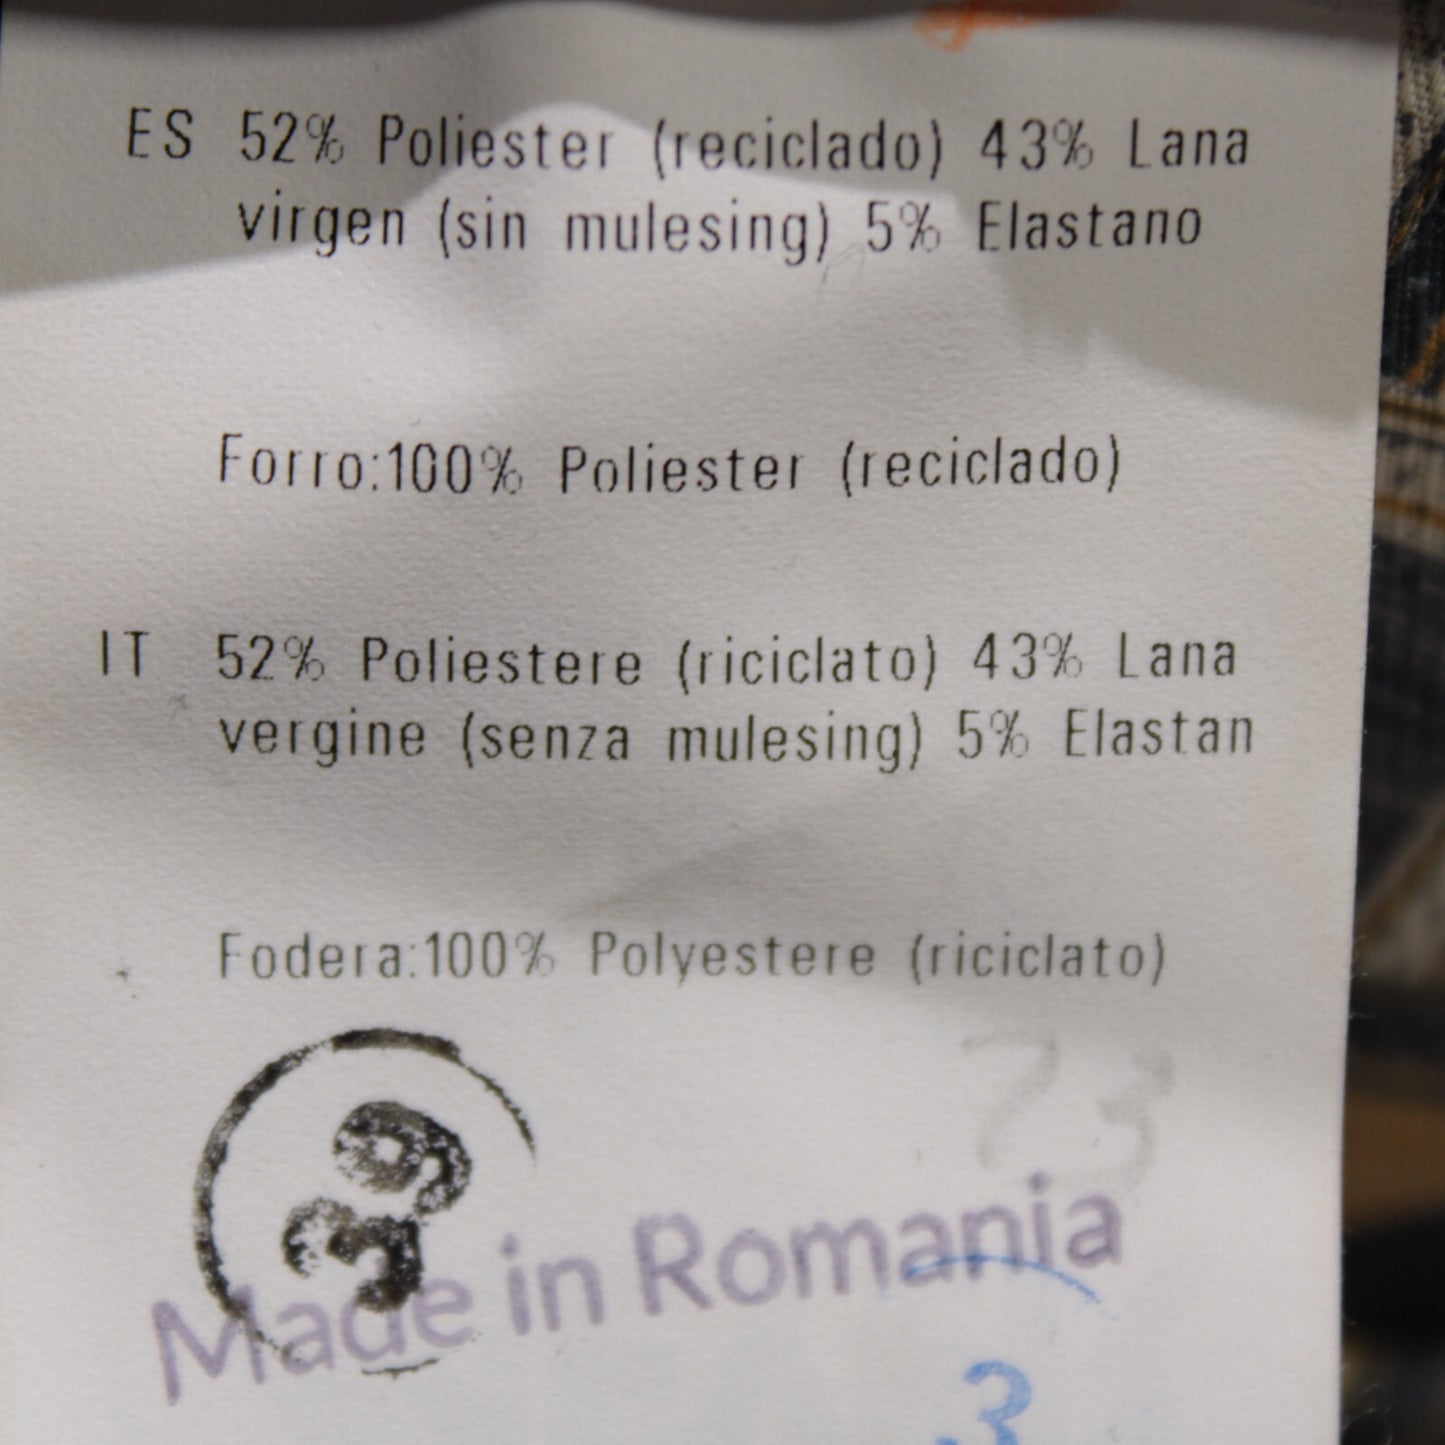 ES 52% Poliester (reciclado) 43% Lana
virgen (sin mulesing) 5% Elastano
Forro:100% Poliester (reciclado)
IT 52% Poliestere (riciclato) 43% Lana
vergine (senza mulesing) 5% Elastan
Fodera:100% Polyestere (riciclato)
23
39
Made in Romania
3